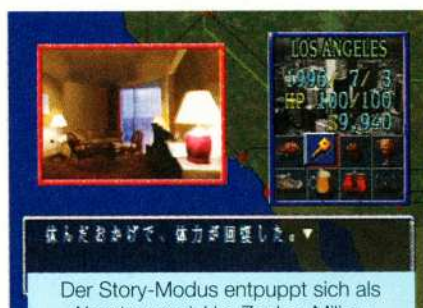 LOS ANGELES
1996/ 7/ 3
HP 100/100
$9,940
休んだおかげで、体力が回復した。▼
Der Story-Modus entpuppt sich als